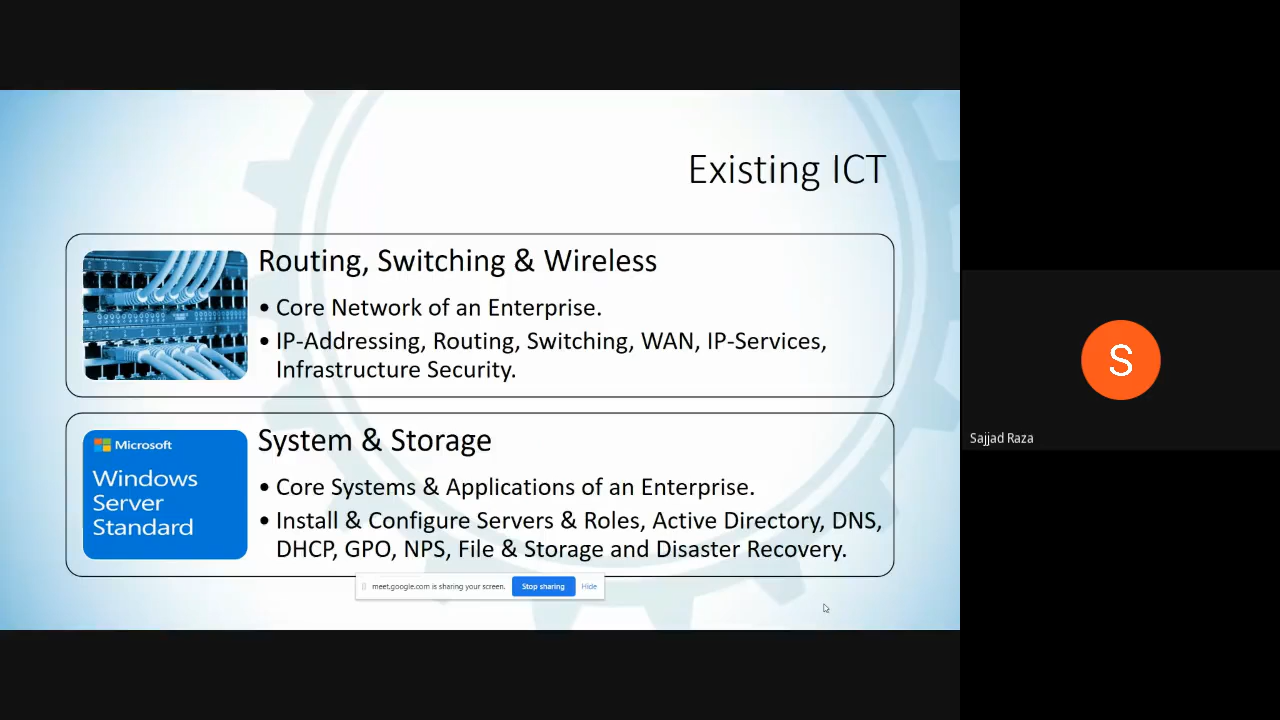 Existing ICT
Routing, Switching & Wireless
• Core Network of an Enterprise.
• IP-Addressing, Routing, Switching, WAN, IP-Services,
Infrastructure Security.
Microsoft
Windows
Server
Standard
System & Storage
• Core Systems & Applications of an Enterprise.
• Install & Configure Servers & Roles, Active Directory, DNS,
DHCP, GPO, NPS, File & Storage and Disaster Recovery.
meet.google.com is sharing your screen. Stop sharing Hide
S
Sajjad Raza